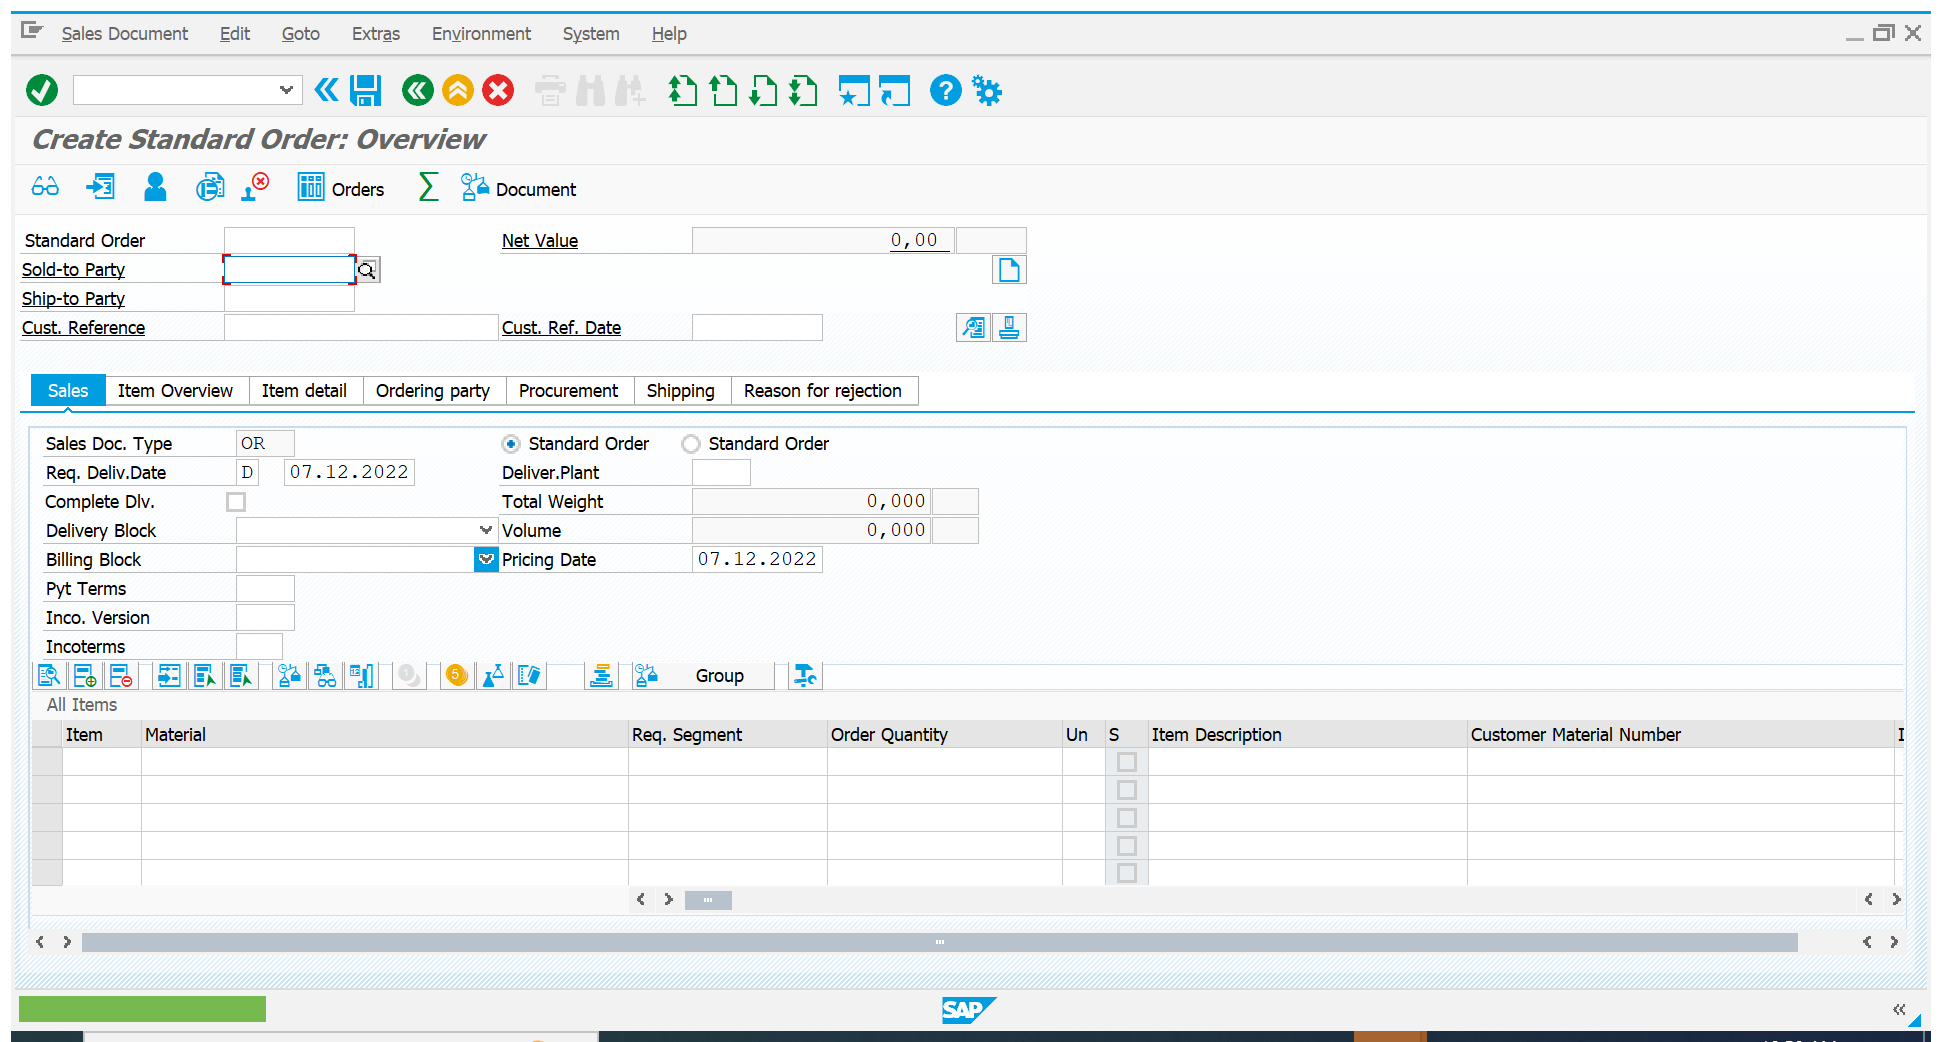 Sales Document Edit Goto Extras Environment System Help
Create Standard Order: Overview
Orders Document
Standard Order Net Value 0,00
Sold-to Party
Ship-to Party
Cust. Reference Cust. Ref. Date
Sales Item Overview Item detail Ordering party Procurement Shipping Reason for rejection
Sales Doc. Type OR Standard Order Standard Order
Req. Deliv.Date D 07.12.2022 Deliver.Plant
Complete Dlv. Total Weight 0,000
Delivery Block Volume 0,000
Billing Block Pricing Date 07.12.2022
Pyt Terms
Inco. Version
Incoterms
Group
All Items
Item Material Req. Segment Order Quantity Un S Item Description Customer Material Number I
SAP